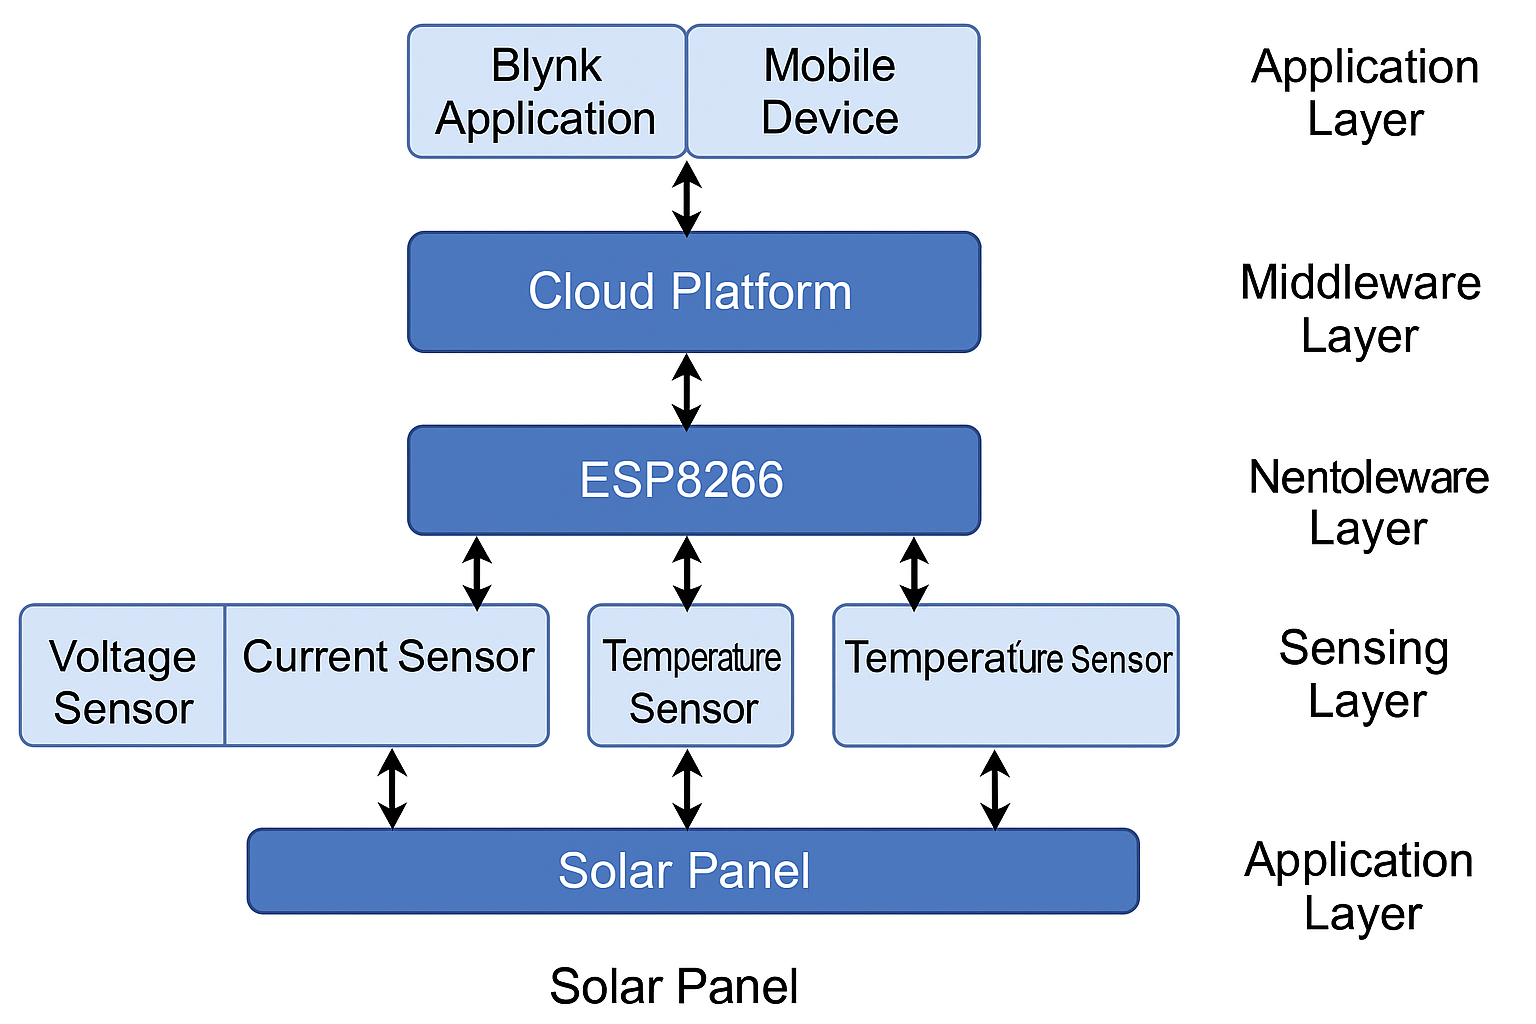 Blynk
Application
Mobile
Device
Application
Layer
Cloud Platform
Middleware
Layer
ESP8266
Nentoleware
Layer
Voltage
Sensor
Current Sensor
Temperature
Sensor
Temperature Sensor
Sensing
Layer
Solar Panel
Application
Layer
Solar Panel